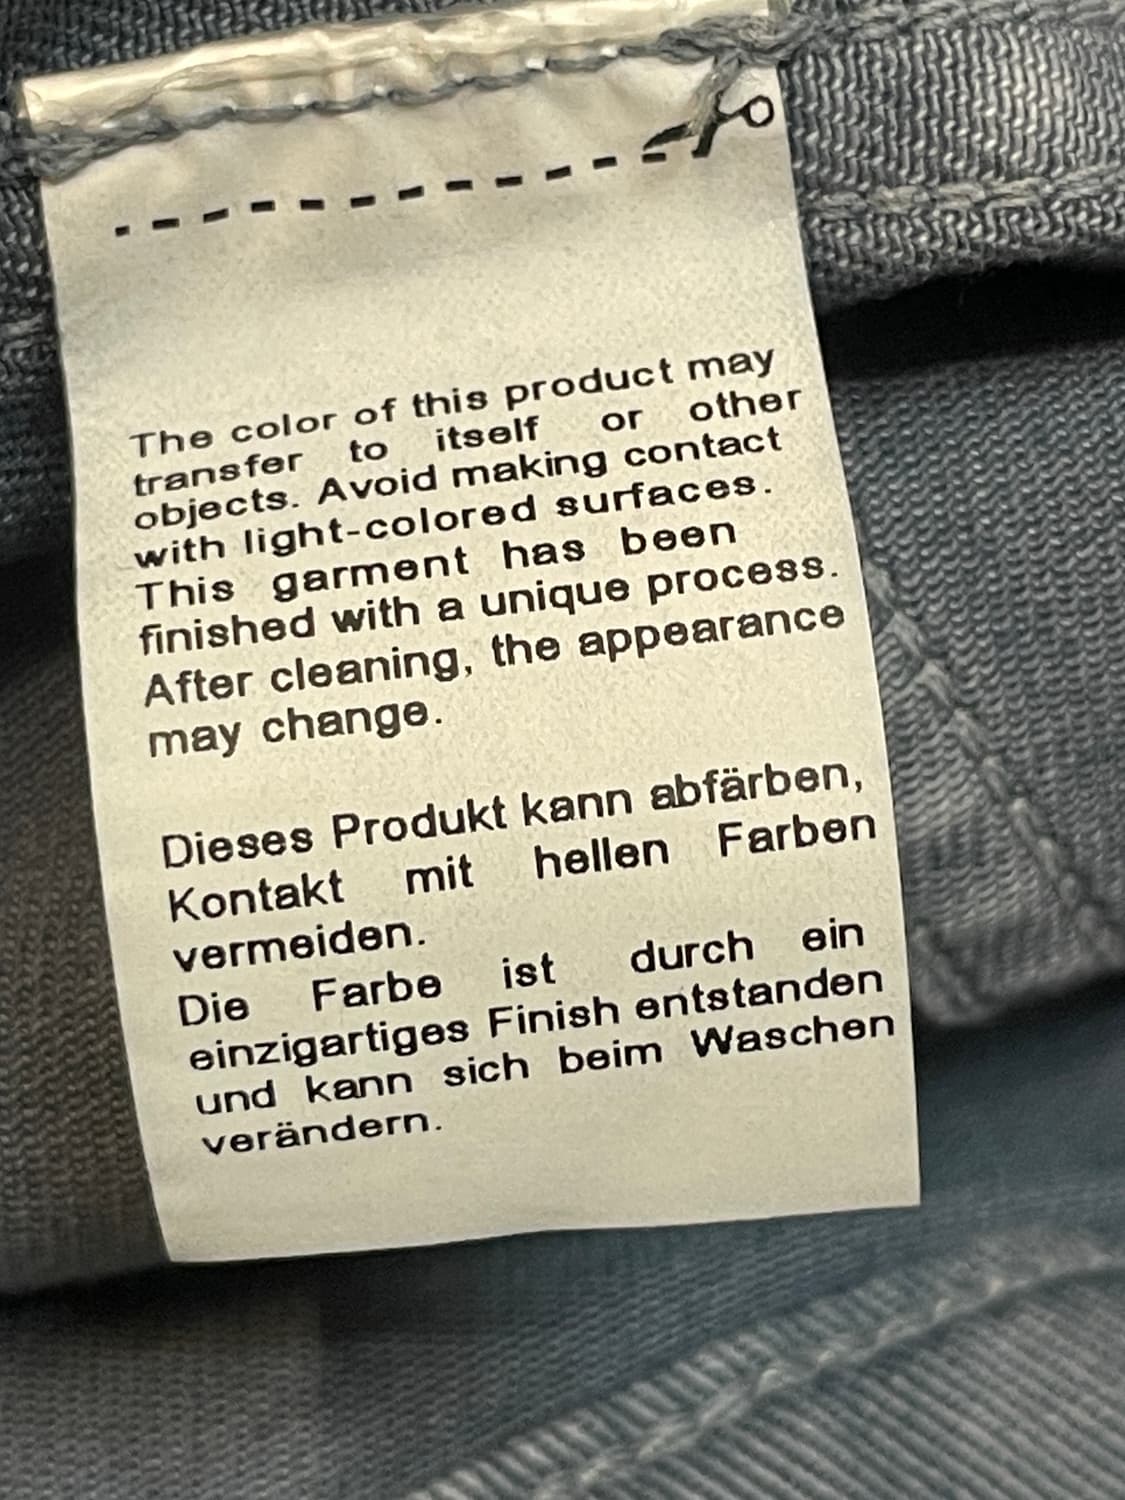 The color of this product may
transfer to itself or other
objects. Avoid making contact
with light-colored surfaces.
This garment has been
finished with a unique process.
After cleaning, the appearance
may change.
Dieses Produkt kann abfärben,
Kontakt mit hellen Farben
vermeiden.
Die Farbe ist durch ein
einzigartiges Finish entstanden
und kann sich beim Waschen
verändern.